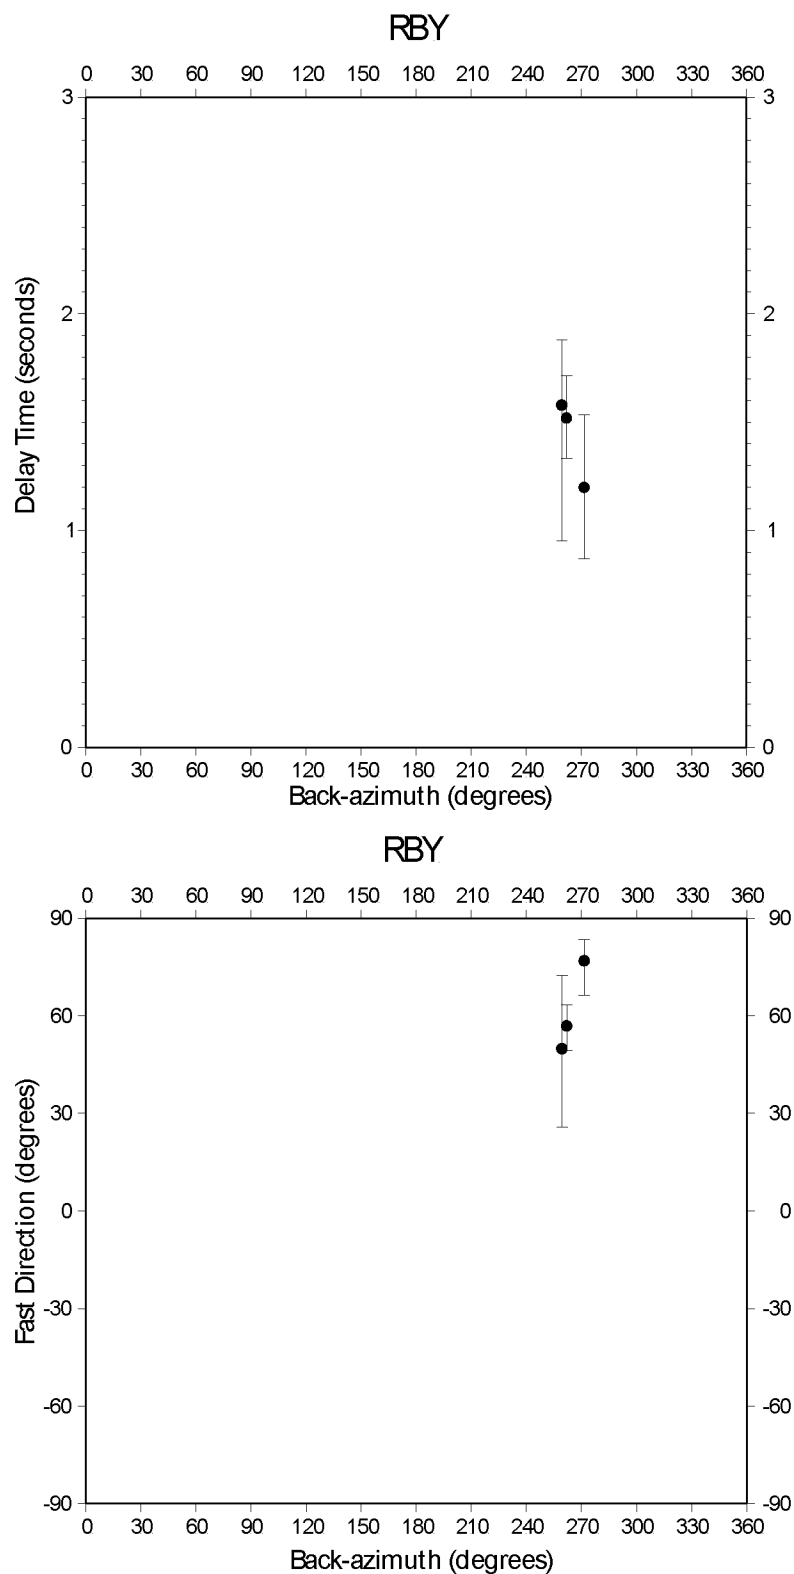 RBY
0 30 60 90 120 150 180 210 240 270 300 330 360
3 3
2 2
Delay Time (seconds)
1 1
0 0
0 30 60 90 120 150 180 210 240 270 300 330 360
Back-azimuth (degrees)
RBY
0 30 60 90 120 150 180 210 240 270 300 330 360
90 90
60 60
30 30
0 0
Fast Direction (degrees)
-30 -30
-60 -60
-90 -90
0 30 60 90 120 150 180 210 240 270 300 330 360
Back-azimuth (degrees)